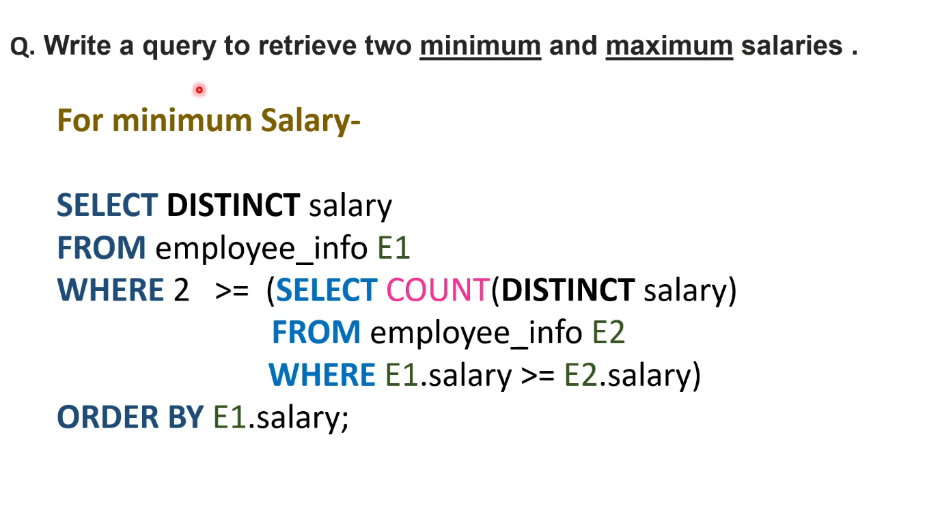 Q. Write a query to retrieve two minimum and maximum salaries .
For minimum Salary-
SELECT DISTINCT salary
FROM employee_info E1
WHERE 2 >= (SELECT COUNT(DISTINCT salary)
FROM employee_info E2
WHERE E1.salary >= E2.salary)
ORDER BY E1.salary;